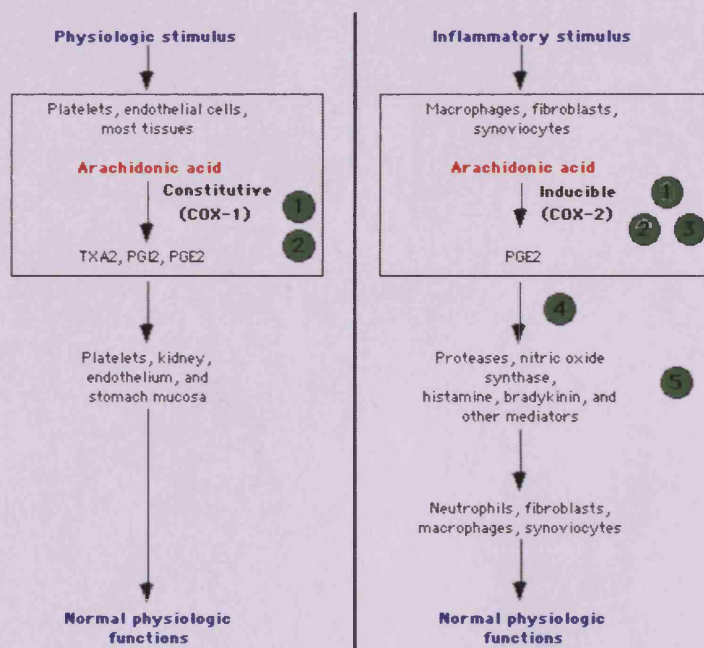 Physiologic stimulus
Platelets, endothelial cells,
most tissues
Arachidonic acid
Constitutive
(COX-1)
1
2
TXA2, PGI2, PGE2
Platelets, kidney,
endothelium, and
stomach mucosa
Normal physiologic
functions
Inflammatory stimulus
Macrophages, fibroblasts,
synoviocytes
Arachidonic acid
Inducible
(COX-2)
1
2
3
PGE2
4
Proteases, nitric oxide
synthase,
histamine, bradykinin, and
other mediators
5
Neutrophils, fibroblasts,
macrophages, synoviocytes
Normal physiologic
functions